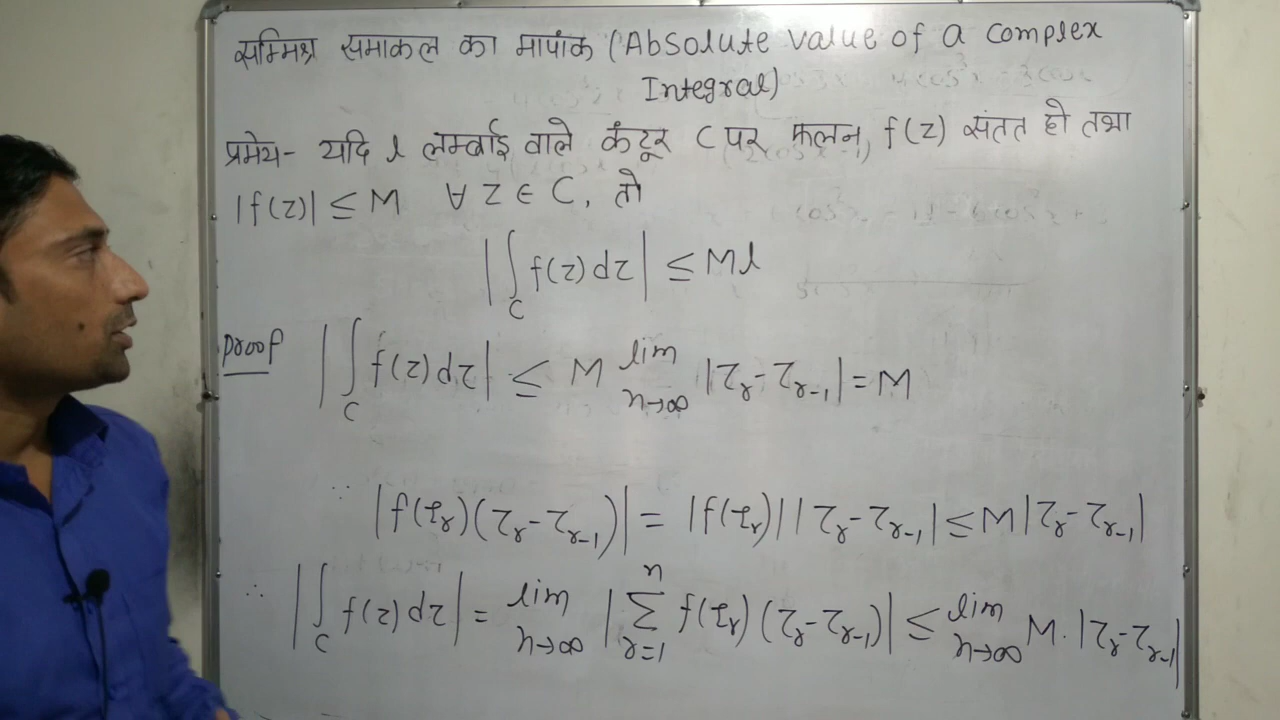 सम्मिश्र समाकल का मापांक (Absolute value of a complex
Integral)
प्रमेय- यदि l लम्बाई वाले कंटूर C पर फलन, f(z) संतत हो तथा
|f(z)| ≤ M ∀ z ∈ C, तो
|∫_C f(z) dz| ≤ Ml
Proof |∫_C f(z) dz| ≤ M lim_{n→∞} |z_r - z_{r-1}| = M
∵ |f(ξ_r)(z_r - z_{r-1})| = |f(ξ_r)| |z_r - z_{r-1}| ≤ M |z_r - z_{r-1}|
∴ |∫_C f(z) dz| = lim_{n→∞} |∑_{r=1}^{n} f(ξ_r)(z_r - z_{r-1})| ≤ lim_{n→∞} M. |z_r - z_{r-1}|